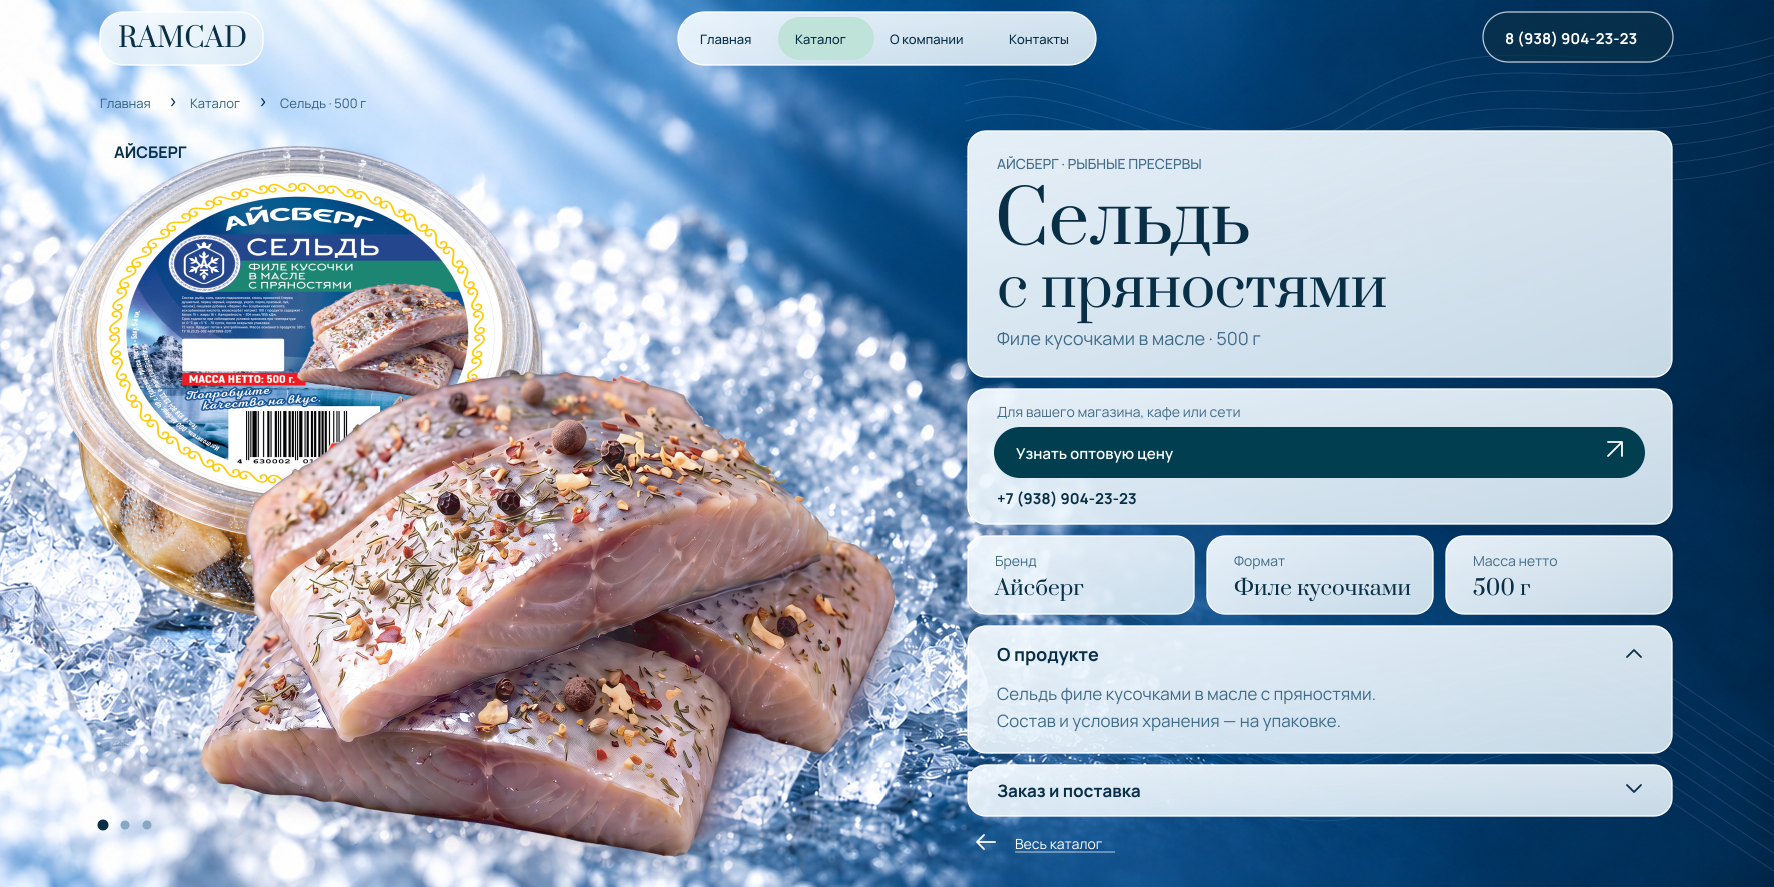 RAMCAD
Главная
Каталог
О компании
Контакты
8 (938) 904-23-23
Главная › Каталог › Сельдь · 500 г
АЙСБЕРГ
АЙСБЕРГ
СЕЛЬДЬ
ФИЛЕ КУСОЧКИ
В МАСЛЕ
С ПРЯНОСТЯМИ
МАССА НЕТТО: 500 г.
Попробуйте
качество на вкус.
4 630002
АЙСБЕРГ · РЫБНЫЕ ПРЕСЕРВЫ
Сельдь
с пряностями
Филе кусочками в масле · 500 г
Для вашего магазина, кафе или сети
Узнать оптовую цену
+7 (938) 904-23-23
Бренд
Айсберг
Формат
Филе кусочками
Масса нетто
500 г
О продукте
Сельдь филе кусочками в масле с пряностями.
Состав и условия хранения — на упаковке.
Заказ и поставка
Весь каталог